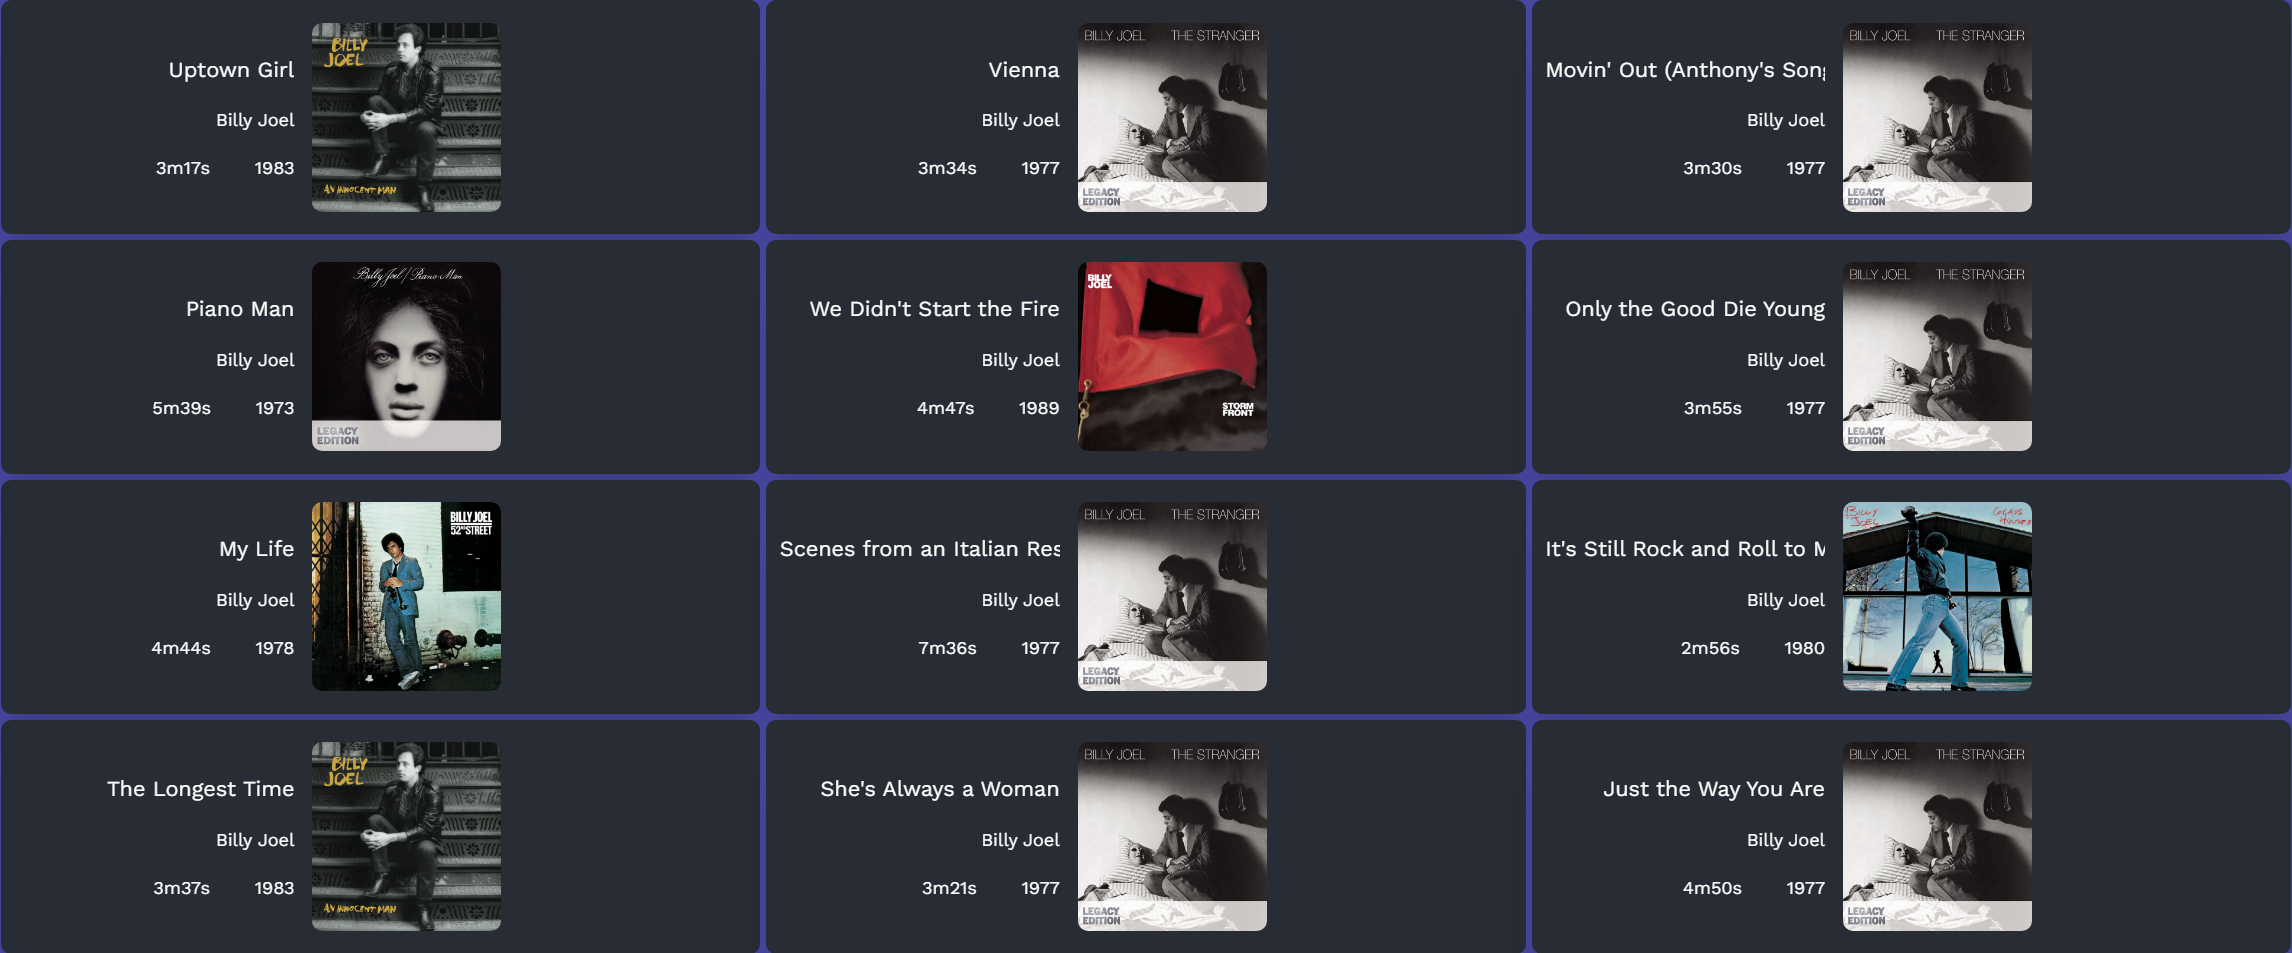 Uptown Girl
Billy Joel
3m17s 1983
BILLY
JOEL
AN INNOCENT MAN
Vienna
Billy Joel
3m34s 1977
BILLY JOEL THE STRANGER
LEGACY
EDITION
Movin' Out (Anthony's Song
Billy Joel
3m30s 1977
BILLY JOEL THE STRANGER
LEGACY
EDITION
Piano Man
Billy Joel
5m39s 1973
Billy Joel / Piano Man
LEGACY
EDITION
We Didn't Start the Fire
Billy Joel
4m47s 1989
BILLY
JOEL
STORM
FRONT
Only the Good Die Young
Billy Joel
3m55s 1977
BILLY JOEL THE STRANGER
LEGACY
EDITION
My Life
Billy Joel
4m44s 1978
BILLY JOEL
52ND STREET
Scenes from an Italian Res
Billy Joel
7m36s 1977
BILLY JOEL THE STRANGER
LEGACY
EDITION
It's Still Rock and Roll to M
Billy Joel
2m56s 1980
BILLY
JOEL
GLASS
HOUSES
The Longest Time
Billy Joel
3m37s 1983
BILLY
JOEL
AN INNOCENT MAN
She's Always a Woman
Billy Joel
3m21s 1977
BILLY JOEL THE STRANGER
LEGACY
EDITION
Just the Way You Are
Billy Joel
4m50s 1977
BILLY JOEL THE STRANGER
LEGACY
EDITION